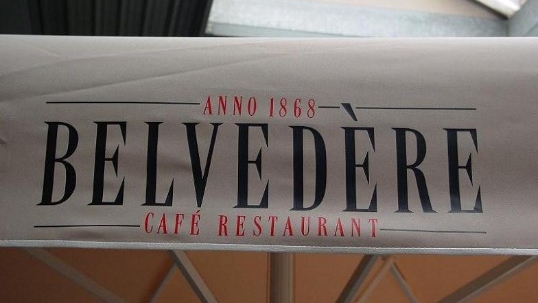 ANNO 1868
BELVEDÈRE
CAFÉ RESTAURANT